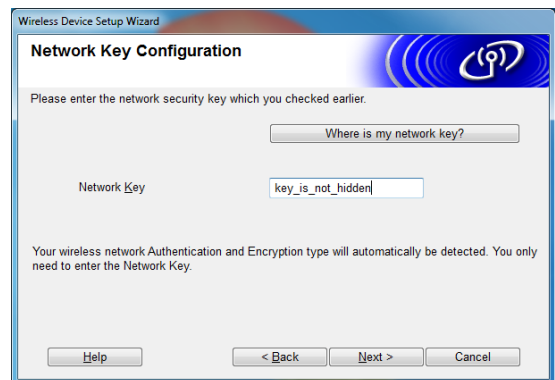 Wireless Device Setup Wizard
Network Key Configuration
Please enter the network security key which you checked earlier.
Where is my network key?
Network Key
key_is_not_hidden
Your wireless network Authentication and Encryption type will automatically be detected. You only
need to enter the Network Key.
Help
< Back
Next >
Cancel